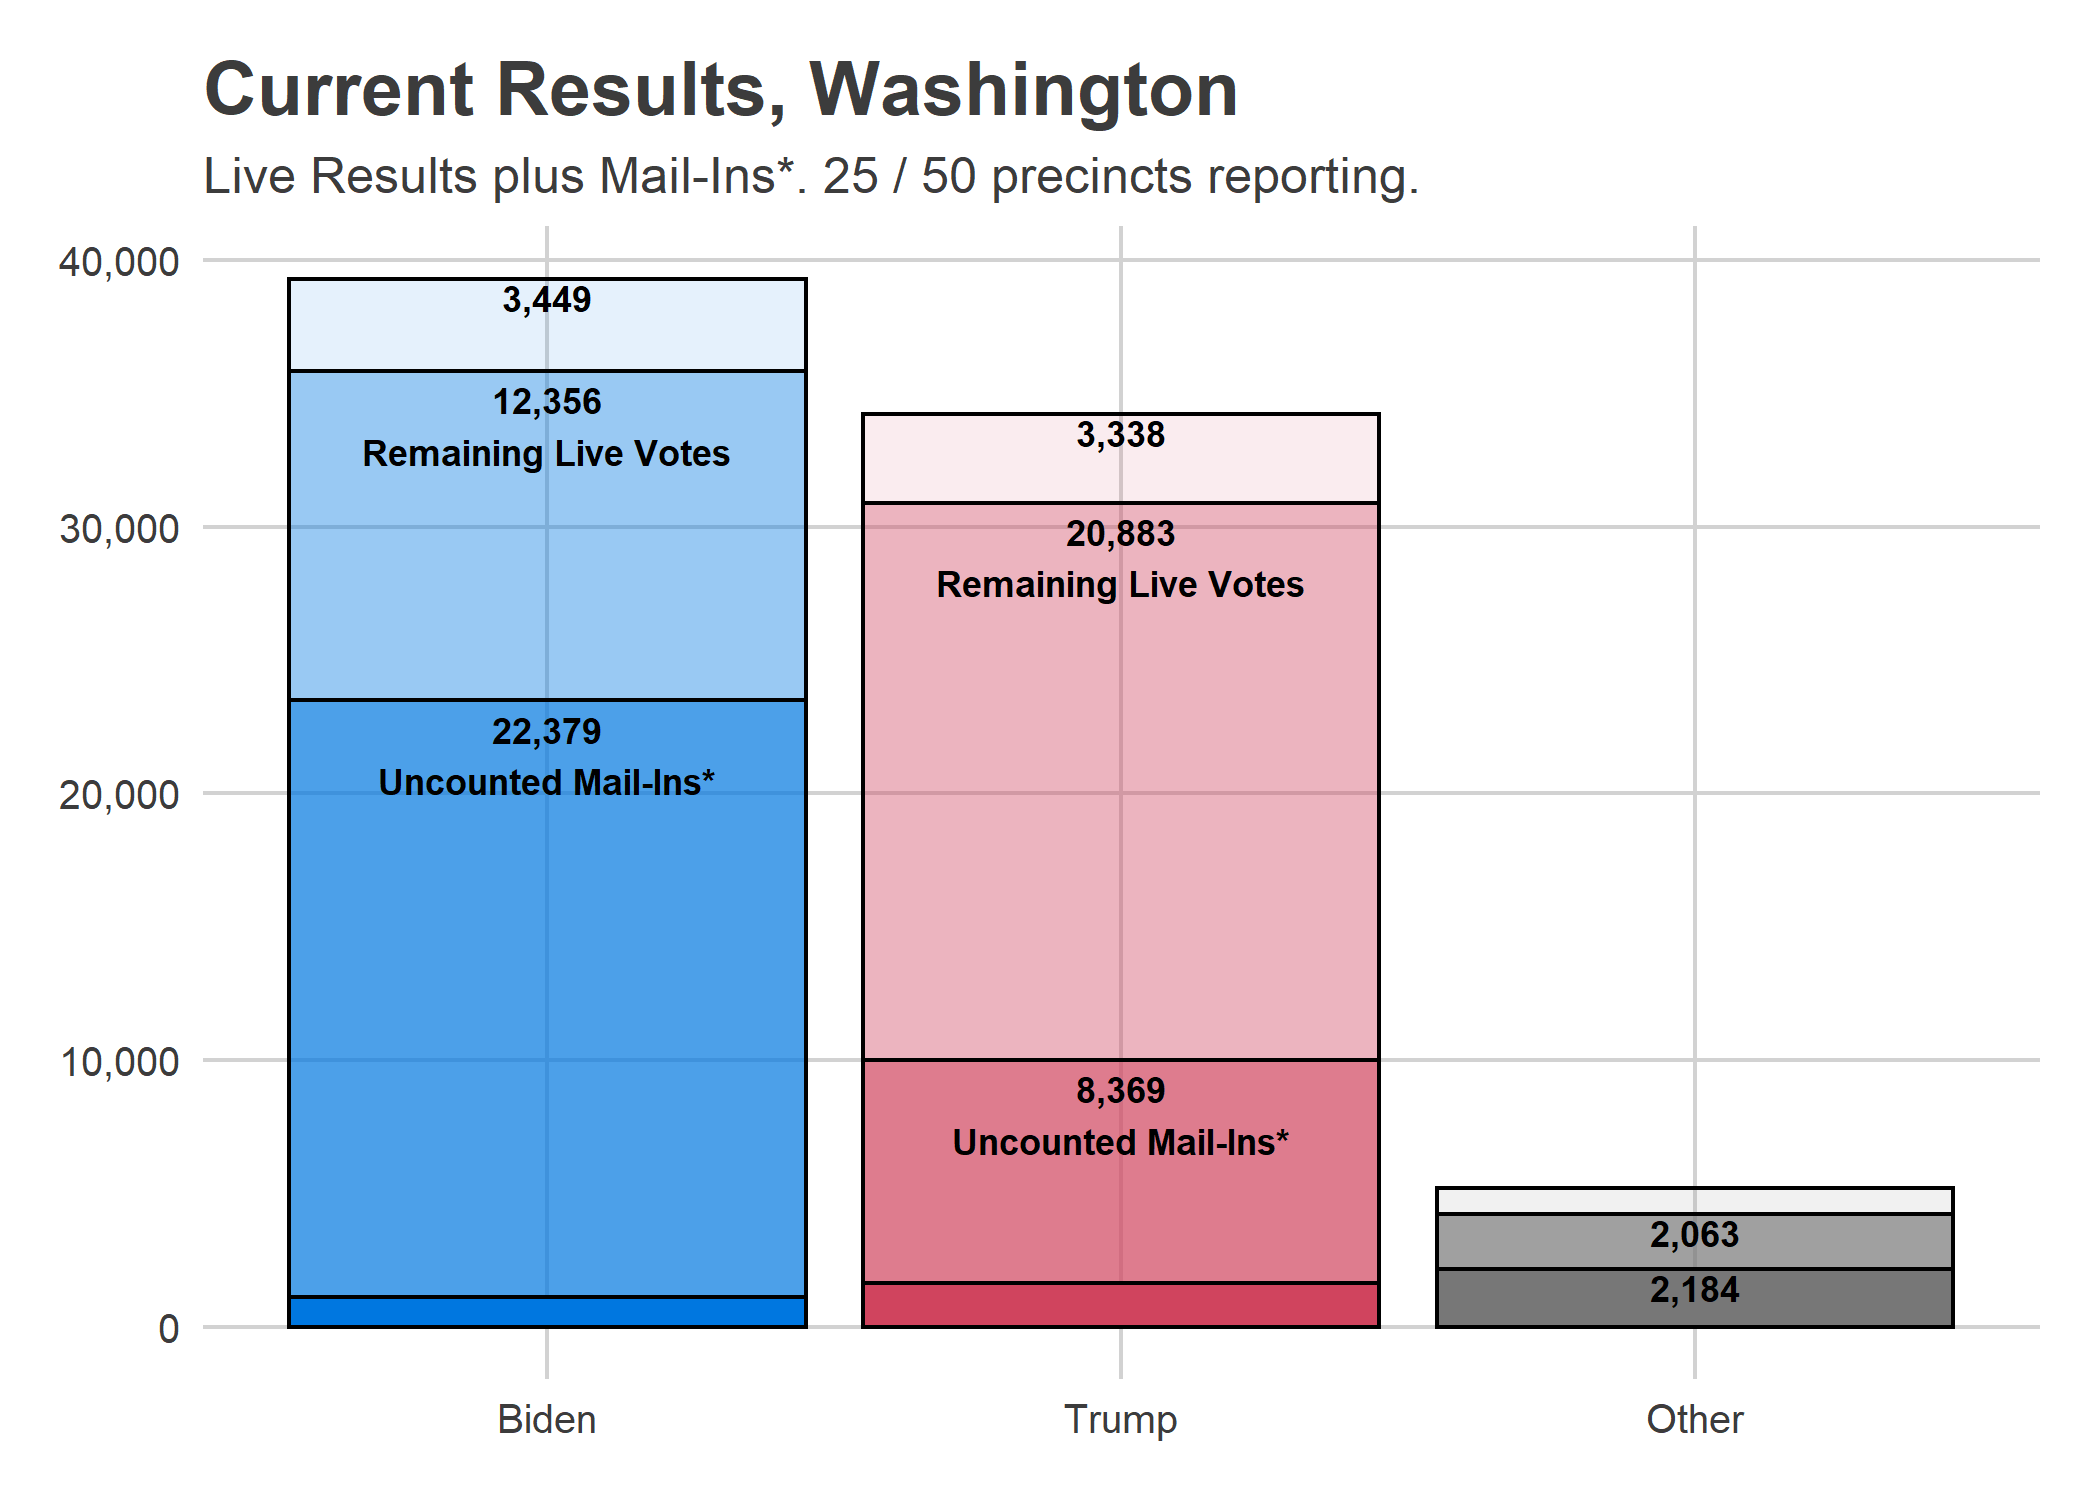 Current Results, Washington
Live Results plus Mail-Ins*. 25 / 50 precincts reporting.
40,000
30,000
20,000
10,000
0
3,449
12,356
Remaining Live Votes
22,379
Uncounted Mail-Ins*
3,338
20,883
Remaining Live Votes
8,369
Uncounted Mail-Ins*
2,063
2,184
Biden
Trump
Other